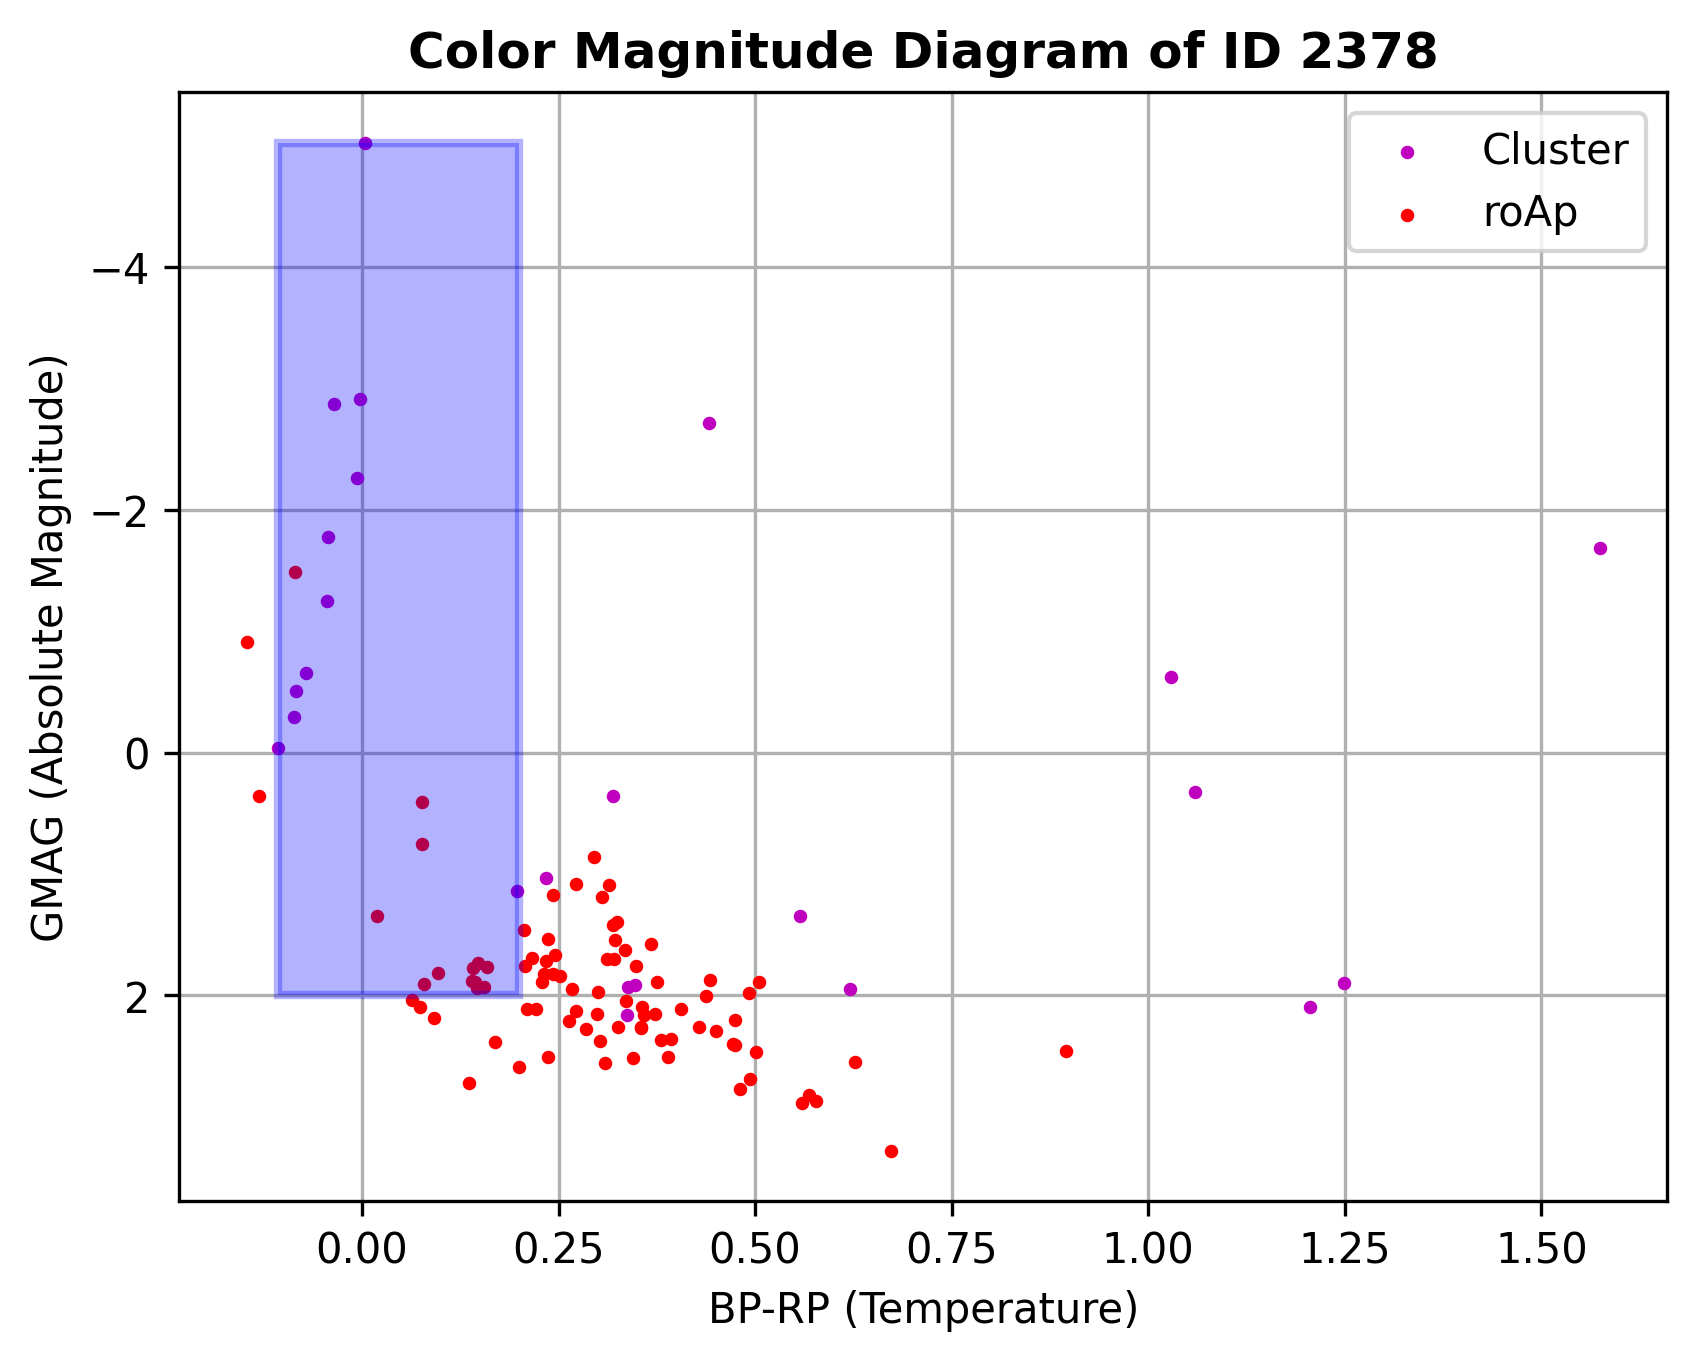 Color Magnitude Diagram of ID 2378
Cluster
roAp
GMAG (Absolute Magnitude)
−4
−2
0
2
0.00 0.25 0.50 0.75 1.00 1.25 1.50
BP-RP (Temperature)